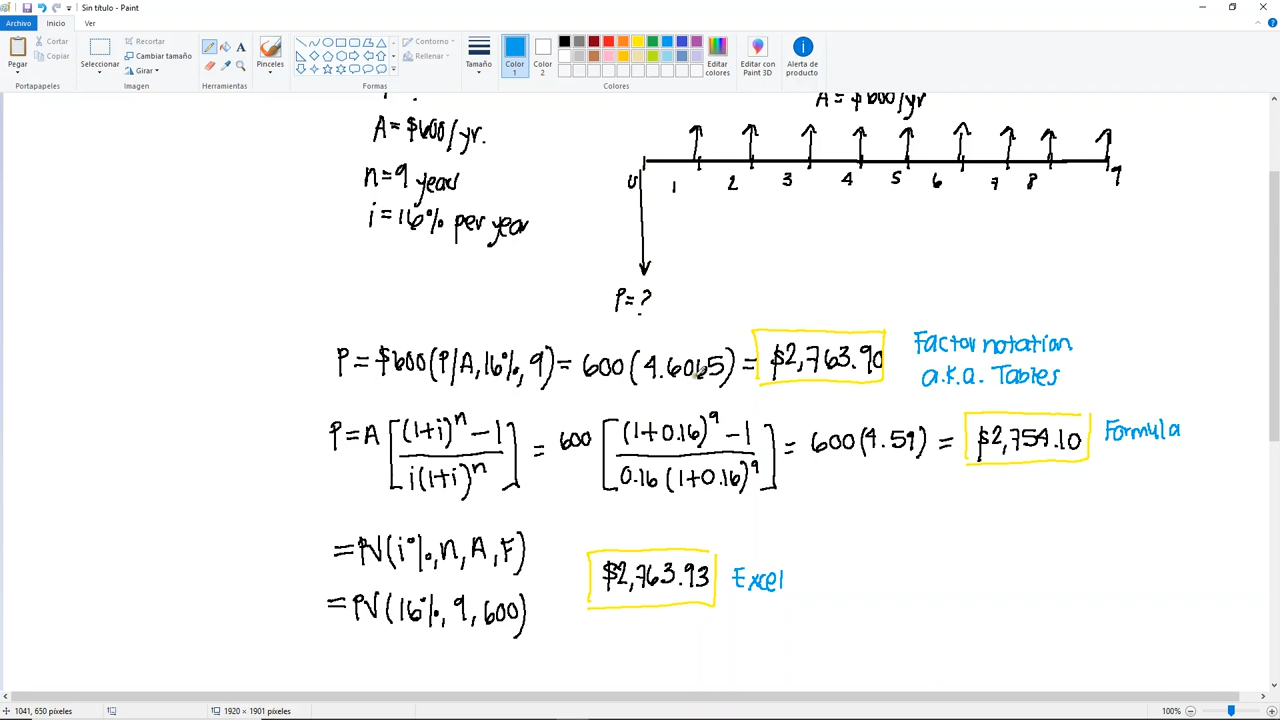 Sin título - Paint
Archivo Inicio Ver
Pegar
Cortar
Copiar
Portapapeles
Seleccionar
Recortar
Cambiar tamaño
Girar
Imagen
Herramientas
Pinceles
Contorno
Rellenar
Formas
Tamaño
Color 1
Color 2
Editar colores
Colores
Editar con Paint 3D
Alerta de producto
A = $600/yr
A = $600/yr.
n = 9 years
i = 16% per year
0 1 2 3 4 5 6 7 8 9
P = ?
P = $600(P/A, 16%, 9) = 600(4.6065) = $2,763.90 Factor notation
a.k.a. Tables
P = A [ (1+i)^n - 1 / i(1+i)^n ] = 600 [ (1+0.16)^9 - 1 / 0.16(1+0.16)^9 ] = 600(4.59) = $2,754.10 Formula
=PV(i%, n, A, F)
$2,763.93 Excel
=PV(16%, 9, 600)
1041, 650 píxeles
1920 × 1901 píxeles
100%